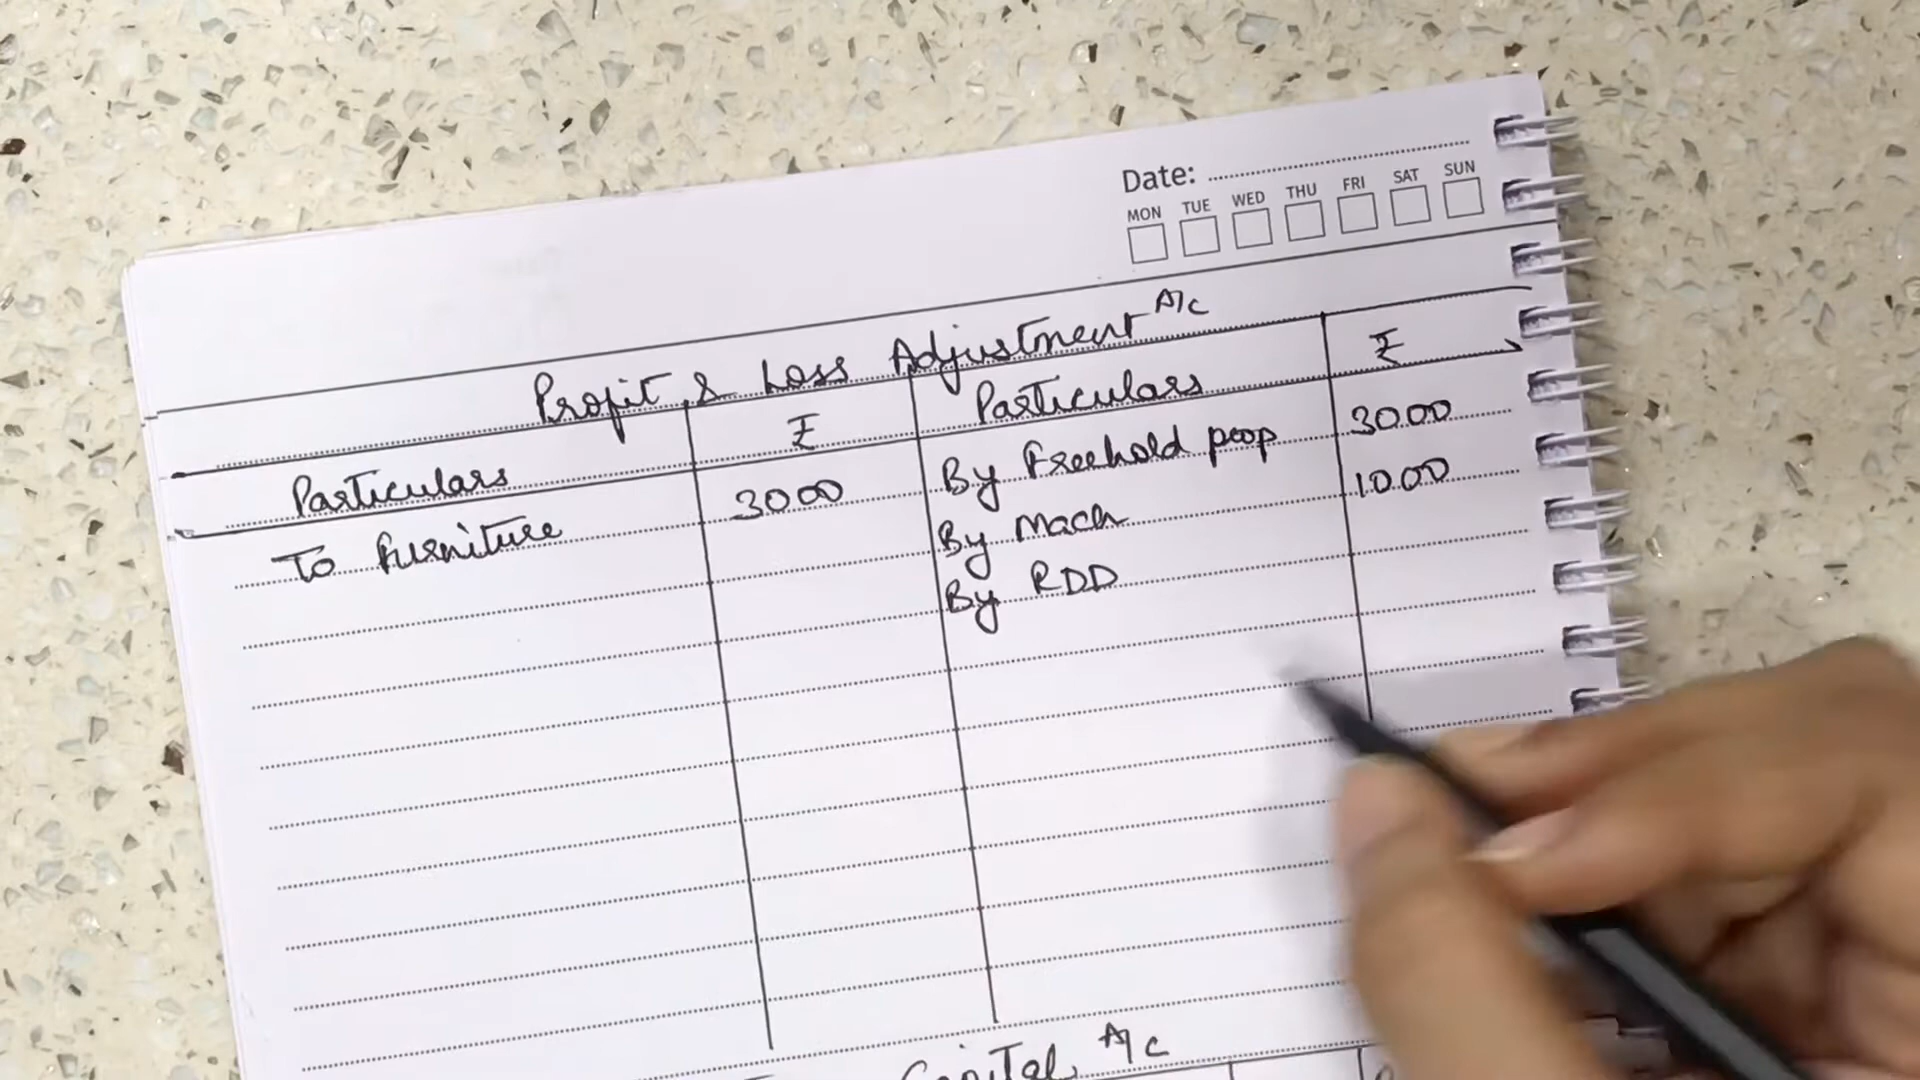 Date:
MON TUE WED THU FRI SAT SUN
Profit & Loss Adjustment A/c
Particulars ₹ Particulars ₹
To Furniture 3000 By Freehold prop 3000
By Mach 1000
By RDD
Capital A/c